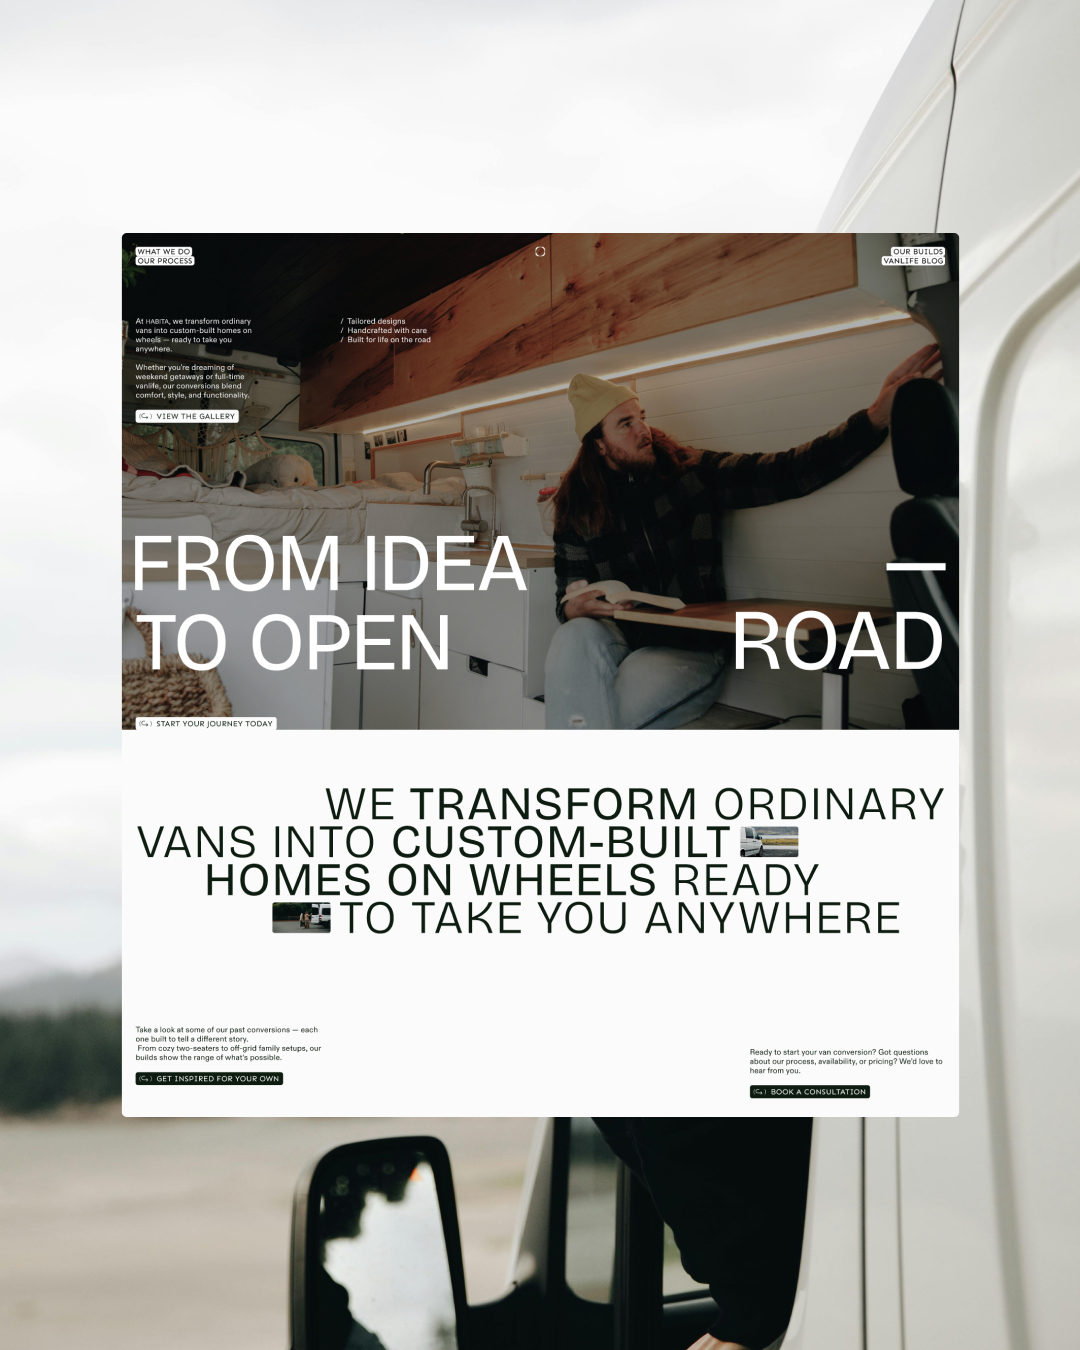 WHAT WE DO
OUR PROCESS
OUR BUILDS
VANLIFE BLOG
At HABITA, we transform ordinary
vans into custom-built homes on
wheels — ready to take you
anywhere.
Whether you're dreaming of
weekend getaways or full-time
vanlife, our conversions blend
comfort, style, and functionality.
VIEW THE GALLERY
/ Tailored designs
/ Handcrafted with care
/ Built for life on the road
FROM IDEA —
TO OPEN ROAD
START YOUR JOURNEY TODAY
WE TRANSFORM ORDINARY
VANS INTO CUSTOM-BUILT
HOMES ON WHEELS READY
TO TAKE YOU ANYWHERE
Take a look at some of our past conversions — each
one built to tell a different story.
From cozy two-seaters to off-grid family setups, our
builds show the range of what's possible.
GET INSPIRED FOR YOUR OWN
Ready to start your van conversion? Got questions
about our process, availability, or pricing? We'd love to
hear from you.
BOOK A CONSULTATION